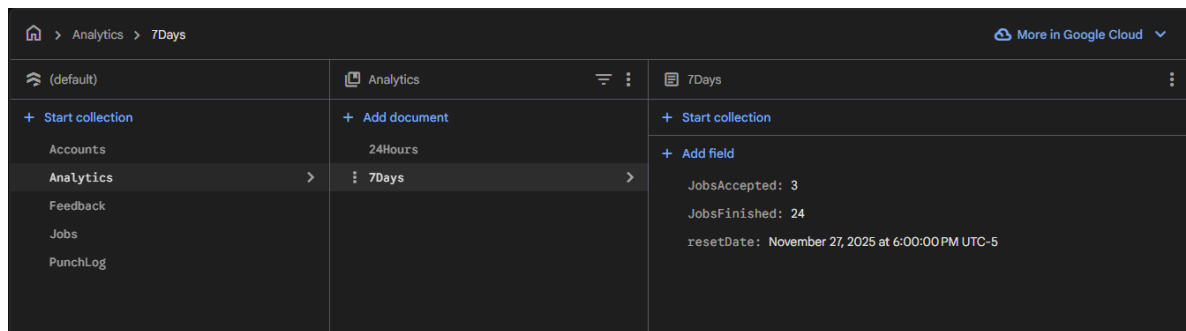 Analytics > 7Days
More in Google Cloud
(default)
Analytics
7Days
+ Start collection
+ Add document
+ Start collection
Accounts
24Hours
+ Add field
Analytics
7Days
JobsAccepted: 3
Feedback
JobsFinished: 24
Jobs
resetDate: November 27, 2025 at 6:00:00 PM UTC-5
PunchLog